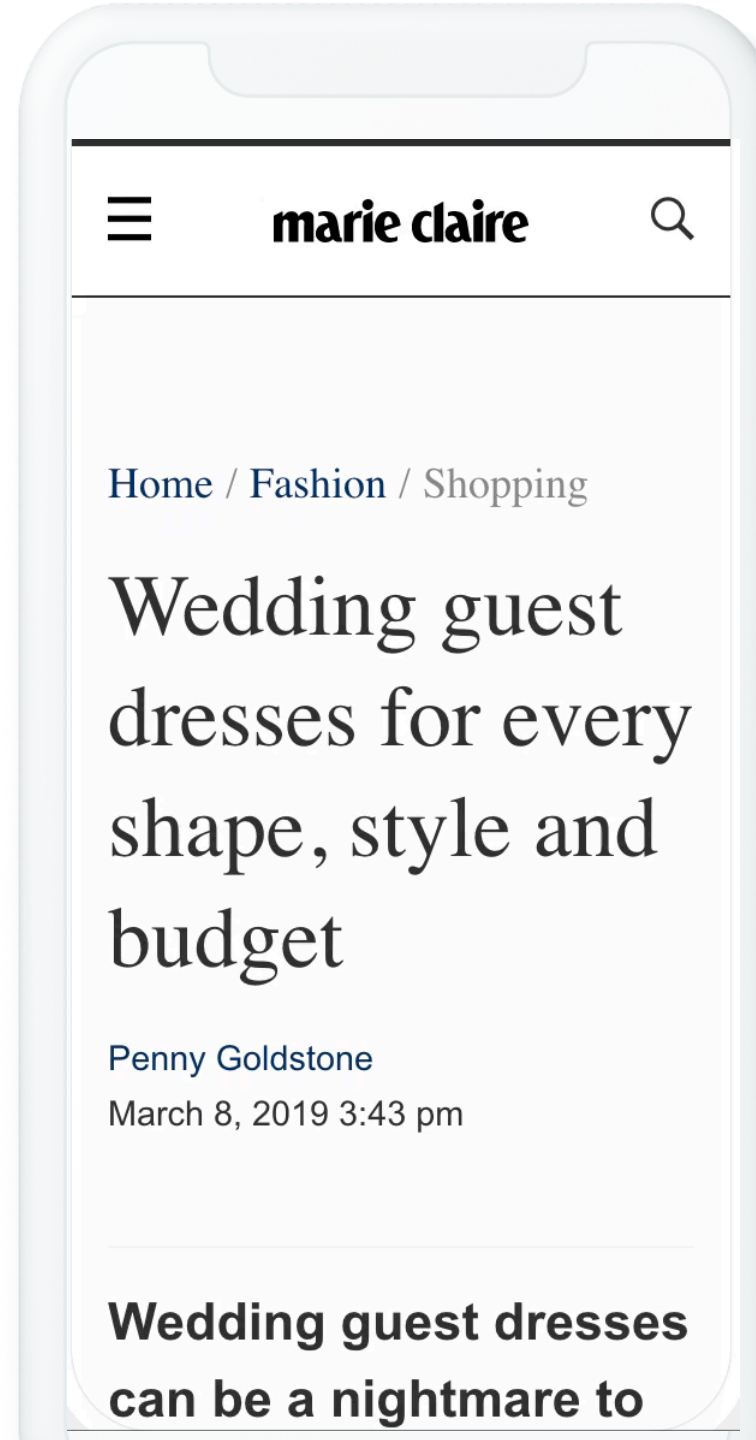 marie claire
Home / Fashion / Shopping
Wedding guest
dresses for every
shape, style and
budget
Penny Goldstone
March 8, 2019 3:43 pm
Wedding guest dresses
can be a nightmare to